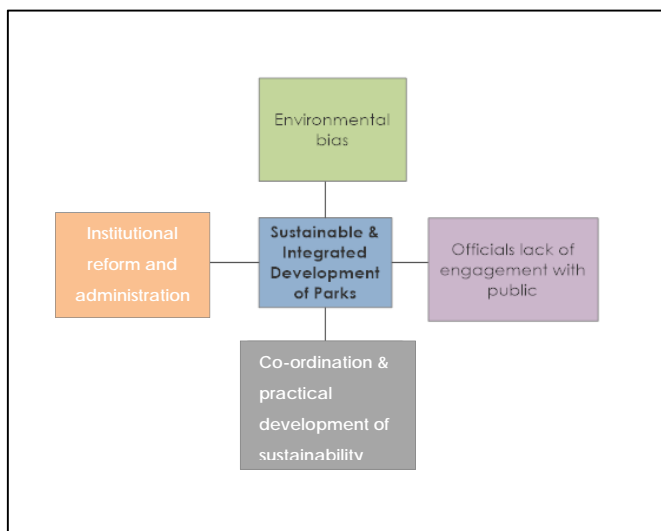 Environmental
bias
Institutional
reform and
administration
Sustainable &
Integrated
Development
of Parks
Officials lack of
engagement with
public
Co-ordination &
practical
development of
sustainability